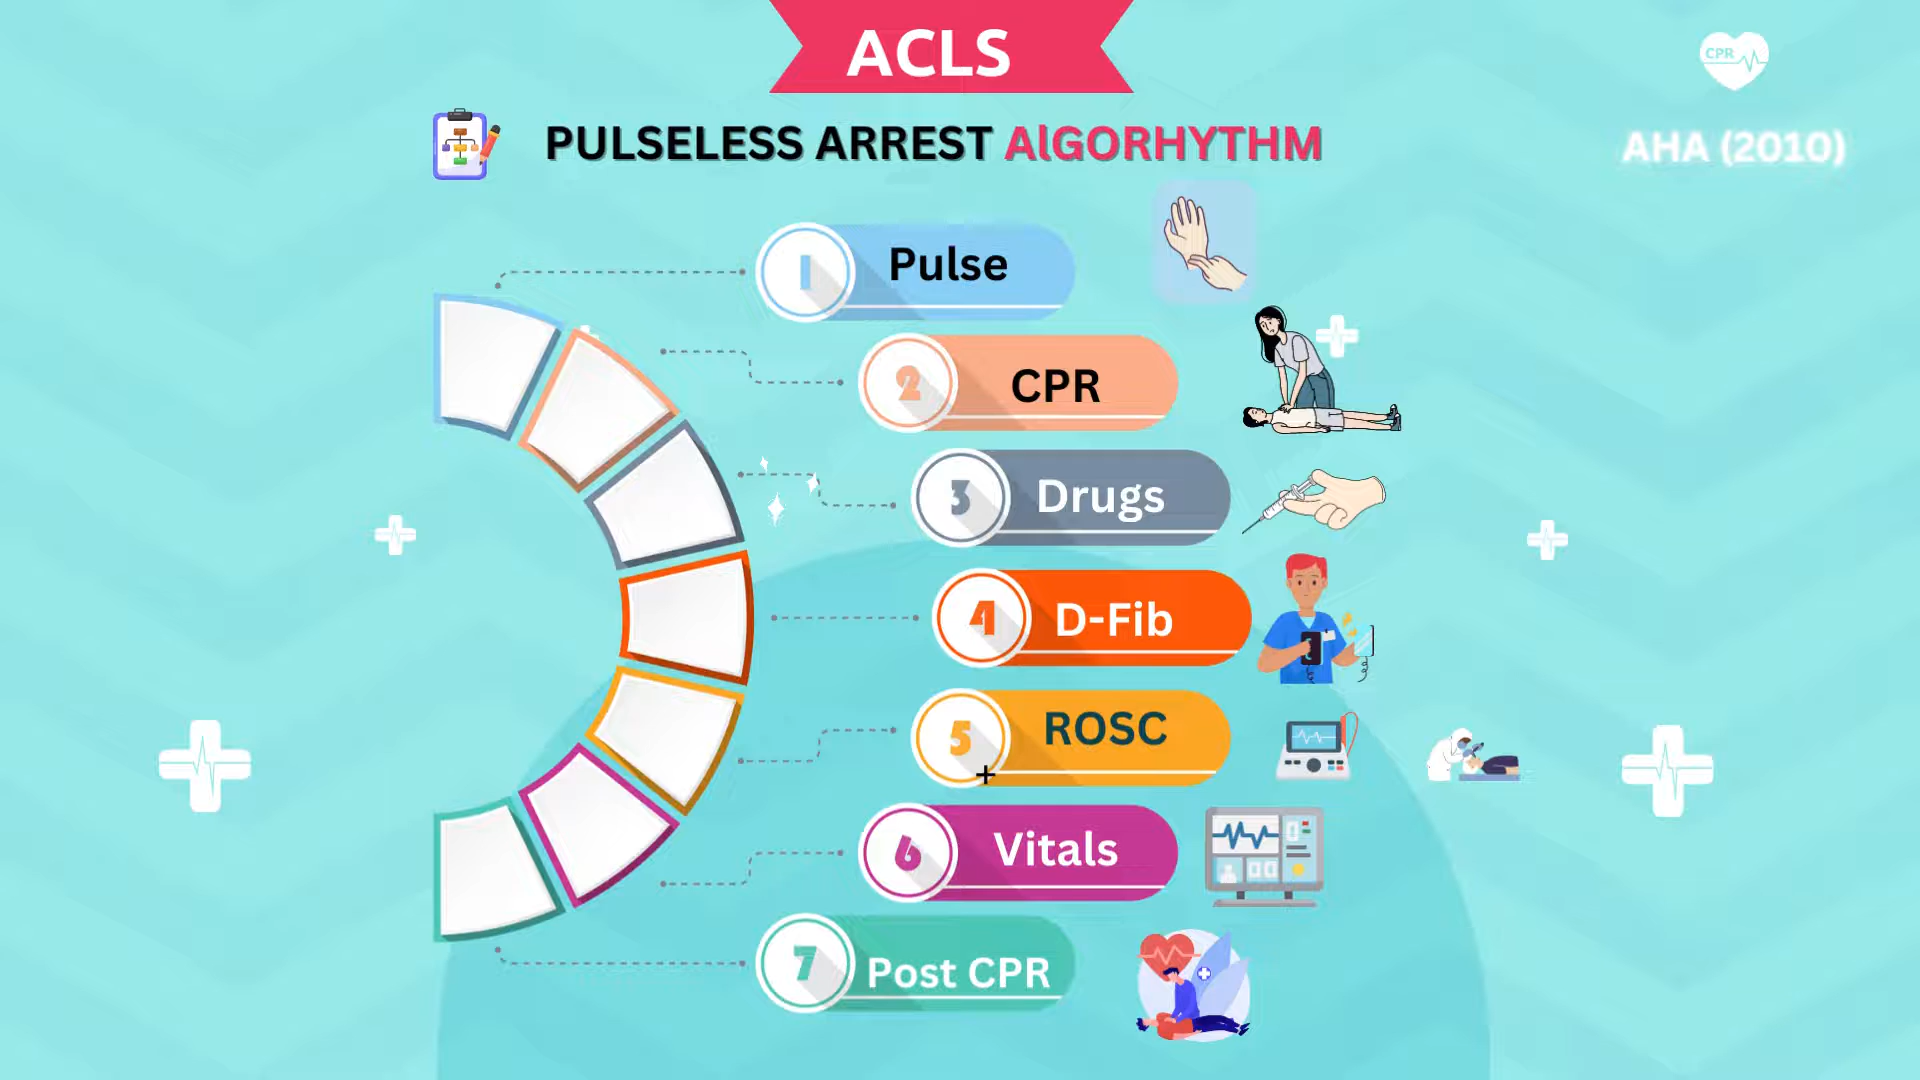 ACLS
CPR
PULSELESS ARREST AlGORHYTHM
AHA (2010)
1 Pulse
2 CPR
3 Drugs
4 D-Fib
5 ROSC
6 Vitals
7 Post CPR